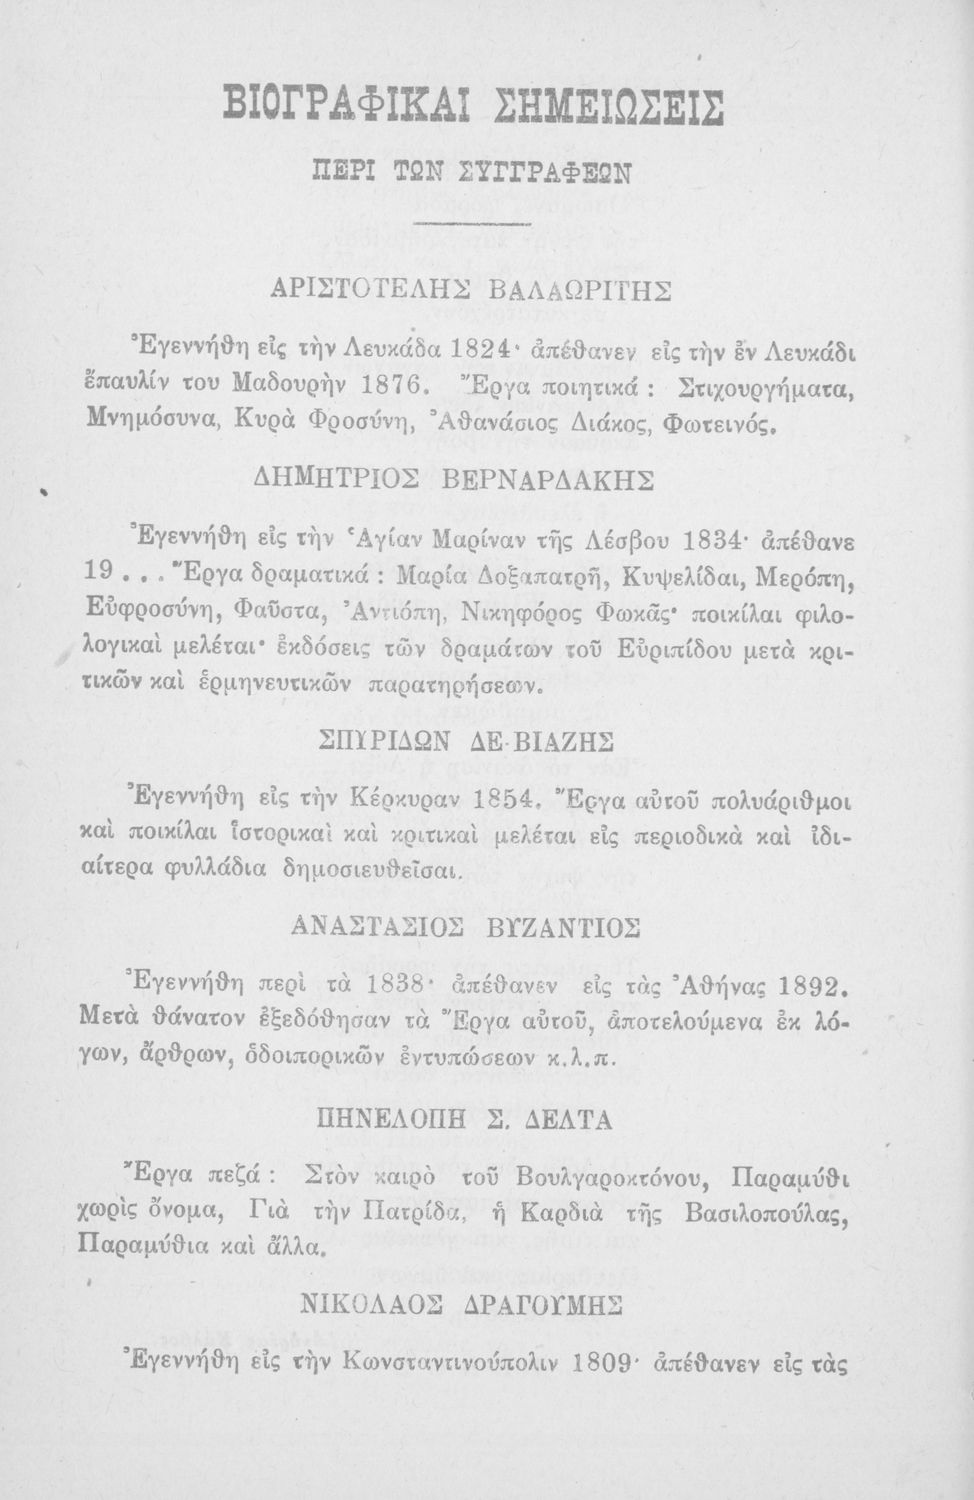 ΒΙΟΓΡΑΦΙΚΑΙ ΣΗΜΕΙΩΣΕΙΣ
ΠΕΡΙ ΤΩΝ ΣΥΓΓΡΑΦΕΩΝ
ΑΡΙΣΤΟΤΕΛΗΣ ΒΑΛΑΩΡΙΤΗΣ
Ἐγεννήθη εἰς τὴν Λευκάδα 1824· ἀπέθανεν εἰς τὴν ἐν Λευκάδι
ἔπαυλίν του Μαδουρὴν 1876. Ἔργα ποιητικά : Στιχουργήματα,
Μνημόσυνα, Κυρὰ Φροσύνη, Ἀθανάσιος Διάκος, Φωτεινός.
ΔΗΜΗΤΡΙΟΣ ΒΕΡΝΑΡΔΑΚΗΣ
Ἐγεννήθη εἰς τὴν Ἁγίαν Μαρίναν τῆς Λέσβου 1834· ἀπέθανε
19 . . . Ἔργα δραματικά : Μαρία Δοξαπατρῆ, Κυψελίδαι, Μερόπη,
Εὐφροσύνη, Φαῦστα, Ἀντιόπη, Νικηφόρος Φωκᾶς· ποικίλαι φιλο-
λογικαὶ μελέται· ἐκδόσεις τῶν δραμάτων τοῦ Εὐριπίδου μετὰ κρι-
τικῶν καὶ ἑρμηνευτικῶν παρατηρήσεων.
ΣΠΥΡΙΔΩΝ ΔΕ-ΒΙΑΖΗΣ
Ἐγεννήθη εἰς τὴν Κέρκυραν 1854. Ἔργα αὐτοῦ πολυάριθμοι
καὶ ποικίλαι ἱστορικαὶ καὶ κριτικαὶ μελέται εἰς περιοδικὰ καὶ ἰδι-
αίτερα φυλλάδια δημοσιευθεῖσαι.
ΑΝΑΣΤΑΣΙΟΣ ΒΥΖΑΝΤΙΟΣ
Ἐγεννήθη περὶ τὰ 1838· ἀπέθανεν εἰς τὰς Ἀθήνας 1892.
Μετὰ θάνατον ἐξεδόθησαν τὰ Ἔργα αὐτοῦ, ἀποτελούμενα ἐκ λό-
γων, ἄρθρων, ὁδοιπορικῶν ἐντυπώσεων κ.λ.π.
ΠΗΝΕΛΟΠΗ Σ. ΔΕΛΤΑ
Ἔργα πεζά : Στὸν καιρὸ τοῦ Βουλγαροκτόνου, Παραμύθι
χωρὶς ὄνομα, Γιὰ τὴν Πατρίδα, ἡ Καρδιὰ τῆς Βασιλοπούλας,
Παραμύθια καὶ ἄλλα.
ΝΙΚΟΛΑΟΣ ΔΡΑΓΟΥΜΗΣ
Ἐγεννήθη εἰς τὴν Κωνσταντινούπολιν 1809· ἀπέθανεν εἰς τὰς